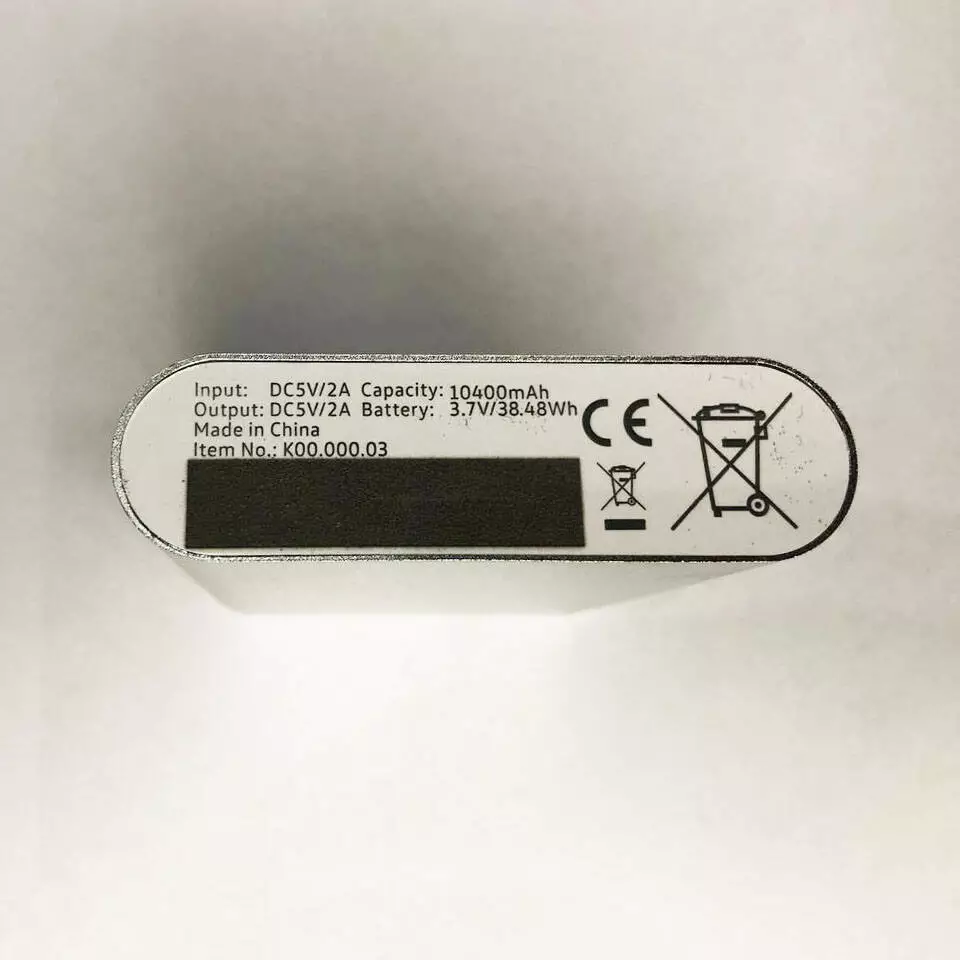 Input: DC5V/2A Capacity: 10400mAh
Output: DC5V/2A Battery: 3.7V/38.48Wh
Made in China
Item No.: K00.000.03
CE